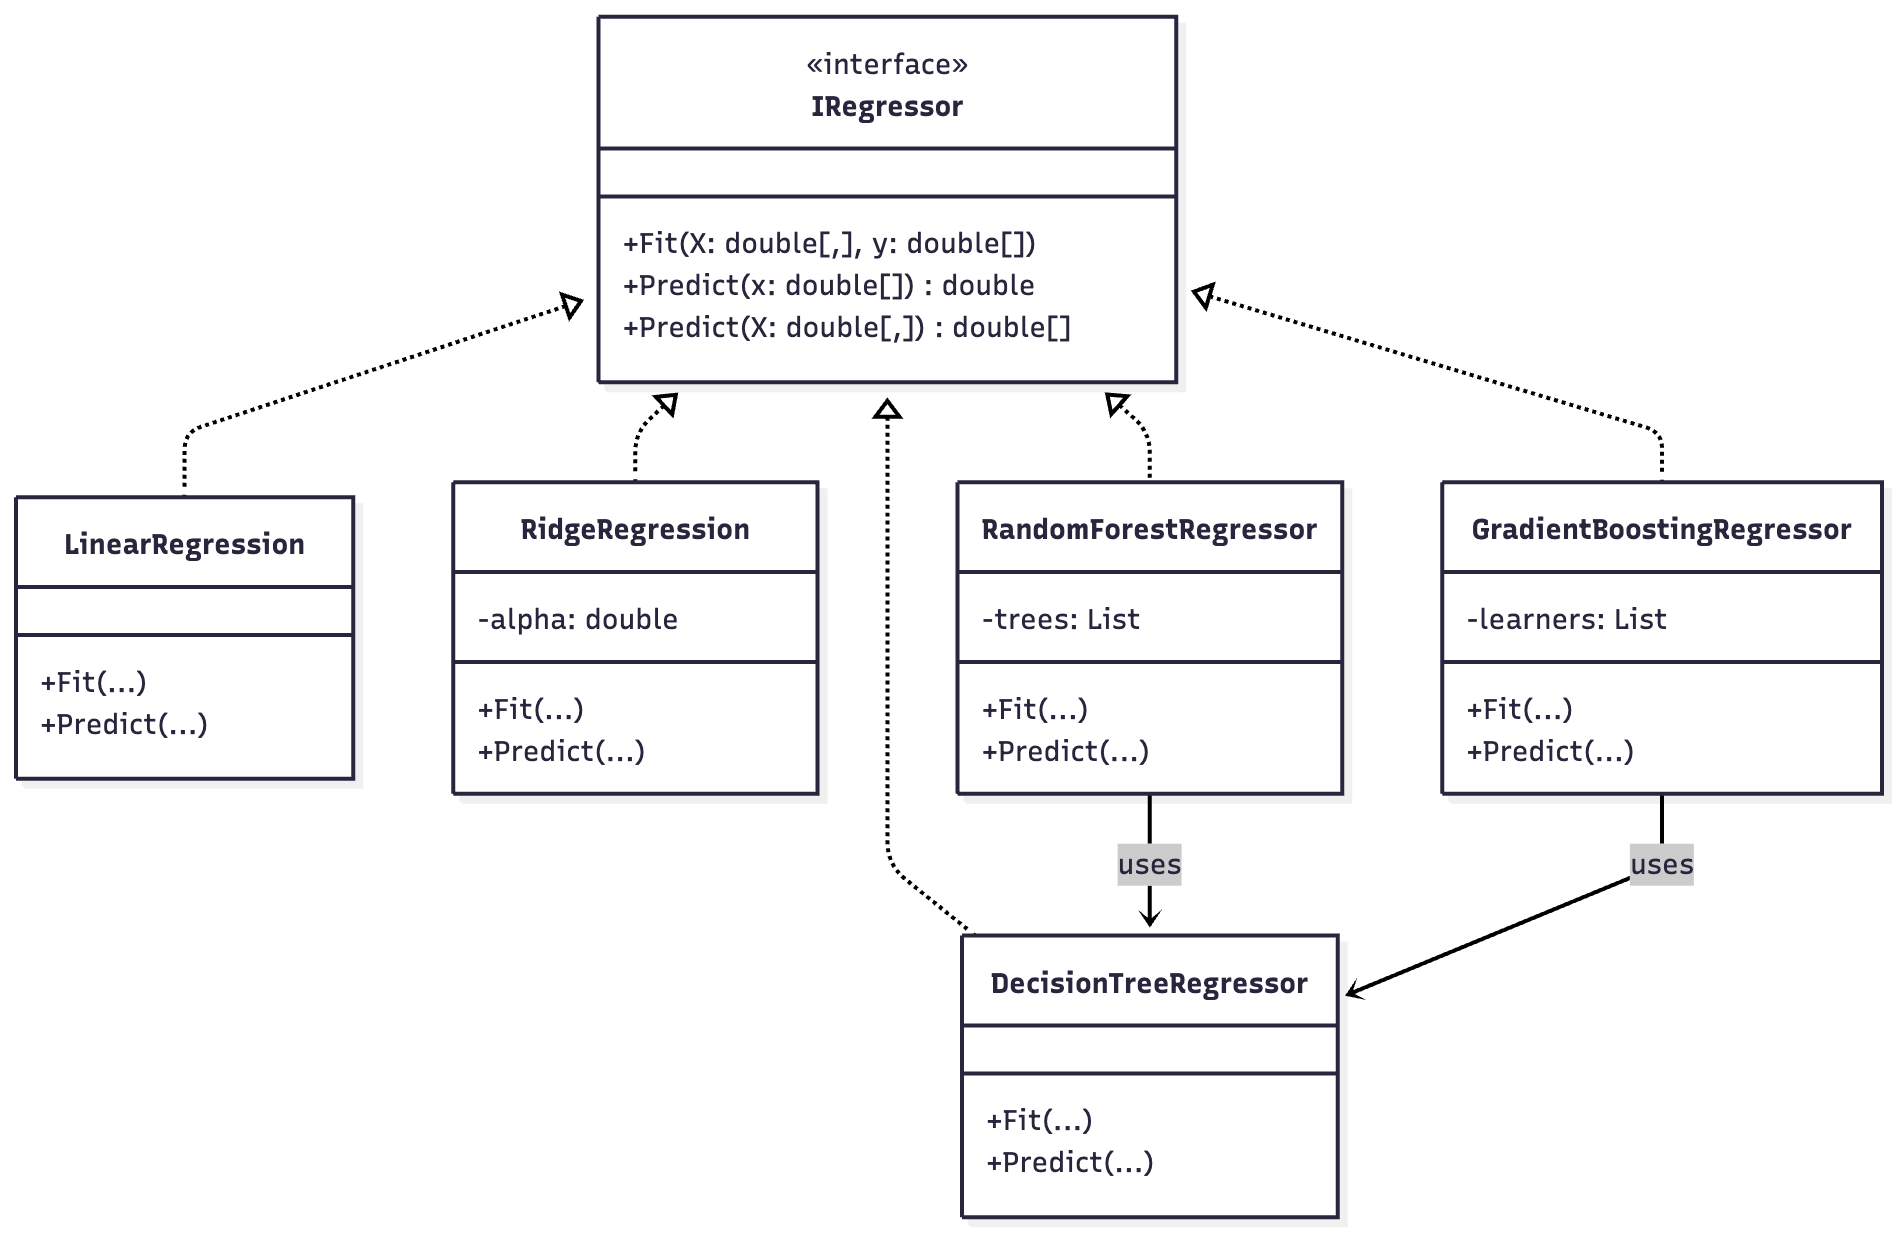 «interface»
IRegressor
+Fit(X: double[,], y: double[])
+Predict(x: double[]) : double
+Predict(X: double[,]) : double[]
LinearRegression
+Fit(...)
+Predict(...)
RidgeRegression
-alpha: double
+Fit(...)
+Predict(...)
RandomForestRegressor
-trees: List
+Fit(...)
+Predict(...)
GradientBoostingRegressor
-learners: List
+Fit(...)
+Predict(...)
uses
uses
DecisionTreeRegressor
+Fit(...)
+Predict(...)